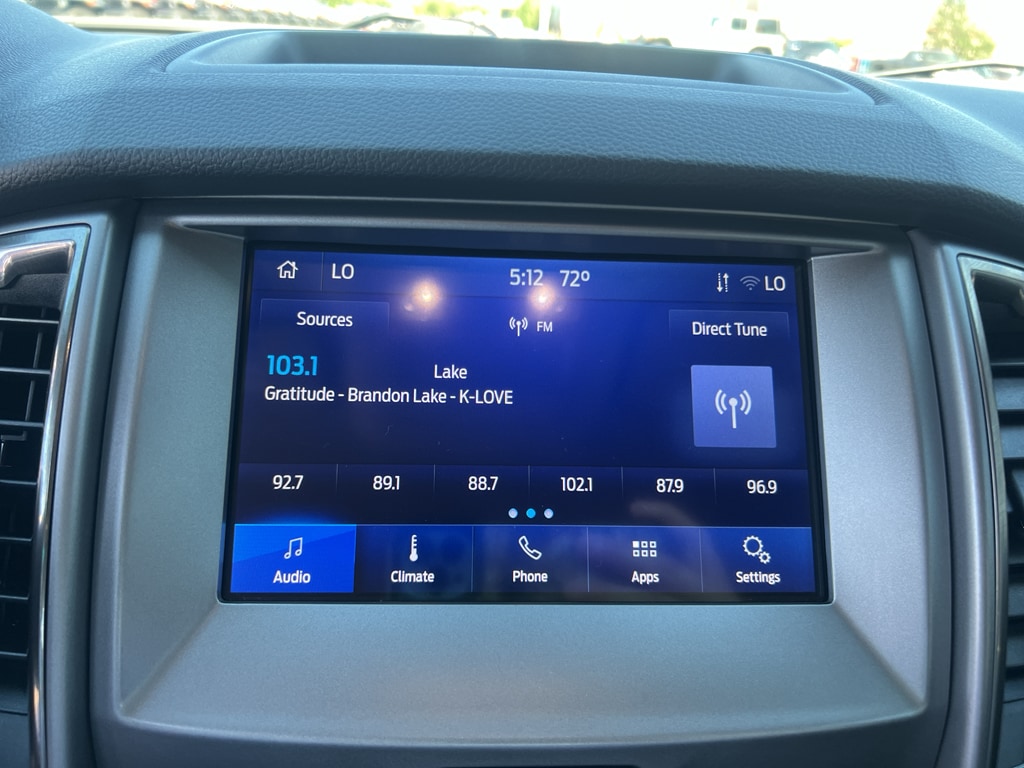 LO 5:12 72° LO
Sources FM Direct Tune
103.1 Lake
Gratitude - Brandon Lake - K-LOVE
92.7 89.1 88.7 102.1 87.9 96.9
Audio Climate Phone Apps Settings